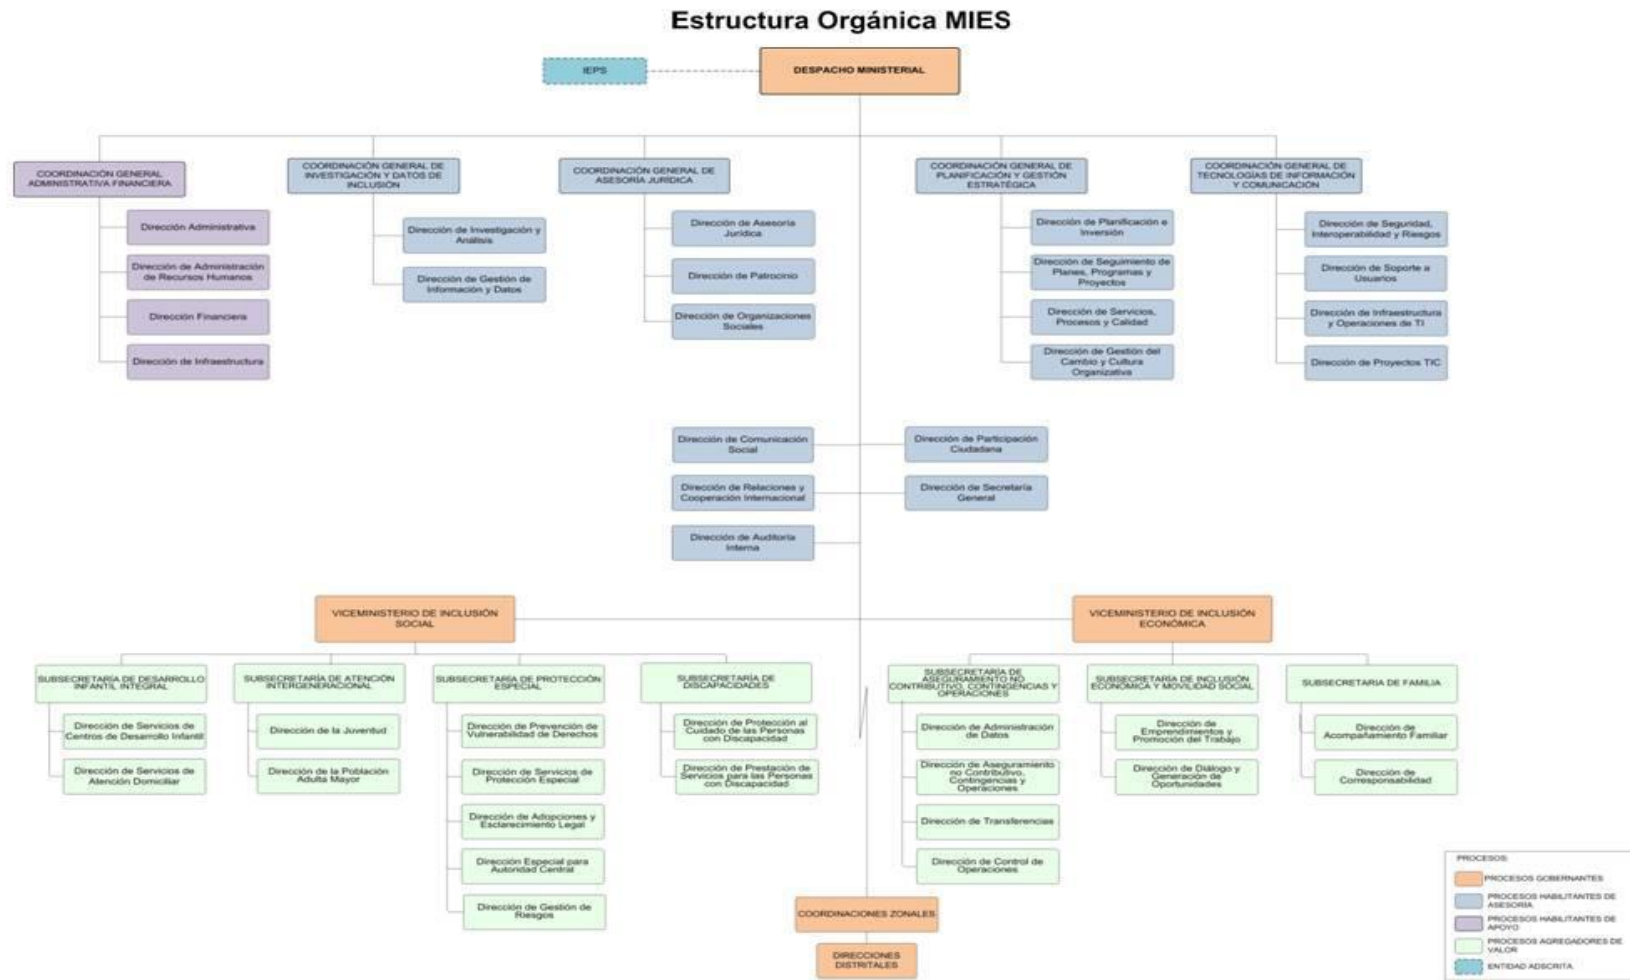 Estructura Orgánica MIES
IEPS
DESPACHO MINISTERIAL
COORDINACIÓN GENERAL
ADMINISTRATIVA FINANCIERA
Dirección Administrativa
Dirección de Administración
de Recursos Humanos
Dirección Financiera
Dirección de Infraestructura
COORDINACIÓN GENERAL DE
INVESTIGACIÓN Y DATOS DE
INCLUSIÓN
Dirección de Investigación y
Análisis
Dirección de Gestión de
Información y Datos
COORDINACIÓN GENERAL DE
ASESORÍA JURÍDICA
Dirección de Asesoría
Jurídica
Dirección de Patrocinio
Dirección de Organizaciones
Sociales
COORDINACIÓN GENERAL DE
PLANIFICACIÓN Y GESTIÓN
ESTRATÉGICA
Dirección de Planificación e
Inversión
Dirección de Seguimiento de
Planes, Programas y
Proyectos
Dirección de Servicios,
Procesos y Calidad
Dirección de Gestión del
Cambio y Cultura
Organizativa
COORDINACIÓN GENERAL DE
TECNOLOGÍAS DE INFORMACIÓN
Y COMUNICACIÓN
Dirección de Seguridad,
Interoperabilidad y Riesgos
Dirección de Soporte a
Usuarios
Dirección de Infraestructura
y Operaciones de TI
Dirección de Proyectos TIC
Dirección de Comunicación
Social
Dirección de Participación
Ciudadana
Dirección de Relaciones y
Cooperación Internacional
Dirección de Secretaría
General
Dirección de Auditoría
Interna
VICEMINISTERIO DE INCLUSIÓN
SOCIAL
SUBSECRETARÍA DE DESARROLLO
INFANTIL INTEGRAL
Dirección de Servicios de
Centros de Desarrollo Infantil
Dirección de Servicios de
Atención Domiciliar
SUBSECRETARÍA DE ATENCIÓN
INTERGENERACIONAL
Dirección de la Juventud
Dirección de la Población
Adulta Mayor
SUBSECRETARÍA DE PROTECCIÓN
ESPECIAL
Dirección de Prevención de
Vulnerabilidad de Derechos
Dirección de Servicios de
Protección Especial
Dirección de Adopciones y
Esclarecimiento Legal
Dirección Especial para
Autoridad Central
Dirección de Gestión de
Riesgos
SUBSECRETARÍA DE
DISCAPACIDADES
Dirección de Protección al
Cuidado de las Personas
con Discapacidad
Dirección de Prestación de
Servicios para las Personas
con Discapacidad
VICEMINISTERIO DE INCLUSIÓN
ECONÓMICA
SUBSECRETARÍA DE
ASEGURAMIENTO NO
CONTRIBUTIVO, CONTINGENCIAS Y
OPERACIONES
Dirección de Administración
de Datos
Dirección de Aseguramiento
no Contributivo,
Contingencias y
Operaciones
Dirección de Transferencias
Dirección de Control de
Operaciones
SUBSECRETARÍA DE INCLUSIÓN
ECONÓMICA Y MOVILIDAD SOCIAL
Dirección de
Emprendimientos y
Promoción del Trabajo
Dirección de Diálogo y
Generación de
Oportunidades
SUBSECRETARIA DE FAMILIA
Dirección de
Acompañamiento Familiar
Dirección de
Corresponsabilidad
COORDINACIONES ZONALES
DIRECCIONES
DISTRITALES
PROCESOS:
PROCESOS GOBERNANTES
PROCESOS HABILITANTES DE
ASESORÍA
PROCESOS HABILITANTES DE
APOYO
PROCESOS AGREGADORES DE
VALOR
ENTIDAD ADSCRITA